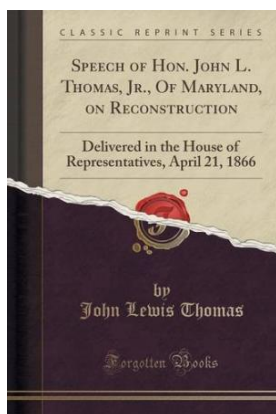 CLASSIC REPRINT SERIES
SPEECH OF HON. JOHN L.
THOMAS, JR., OF MARYLAND,
ON RECONSTRUCTION
Delivered in the House of
Representatives, April 21, 1866
by
John Lewis Thomas
Forgotten Books